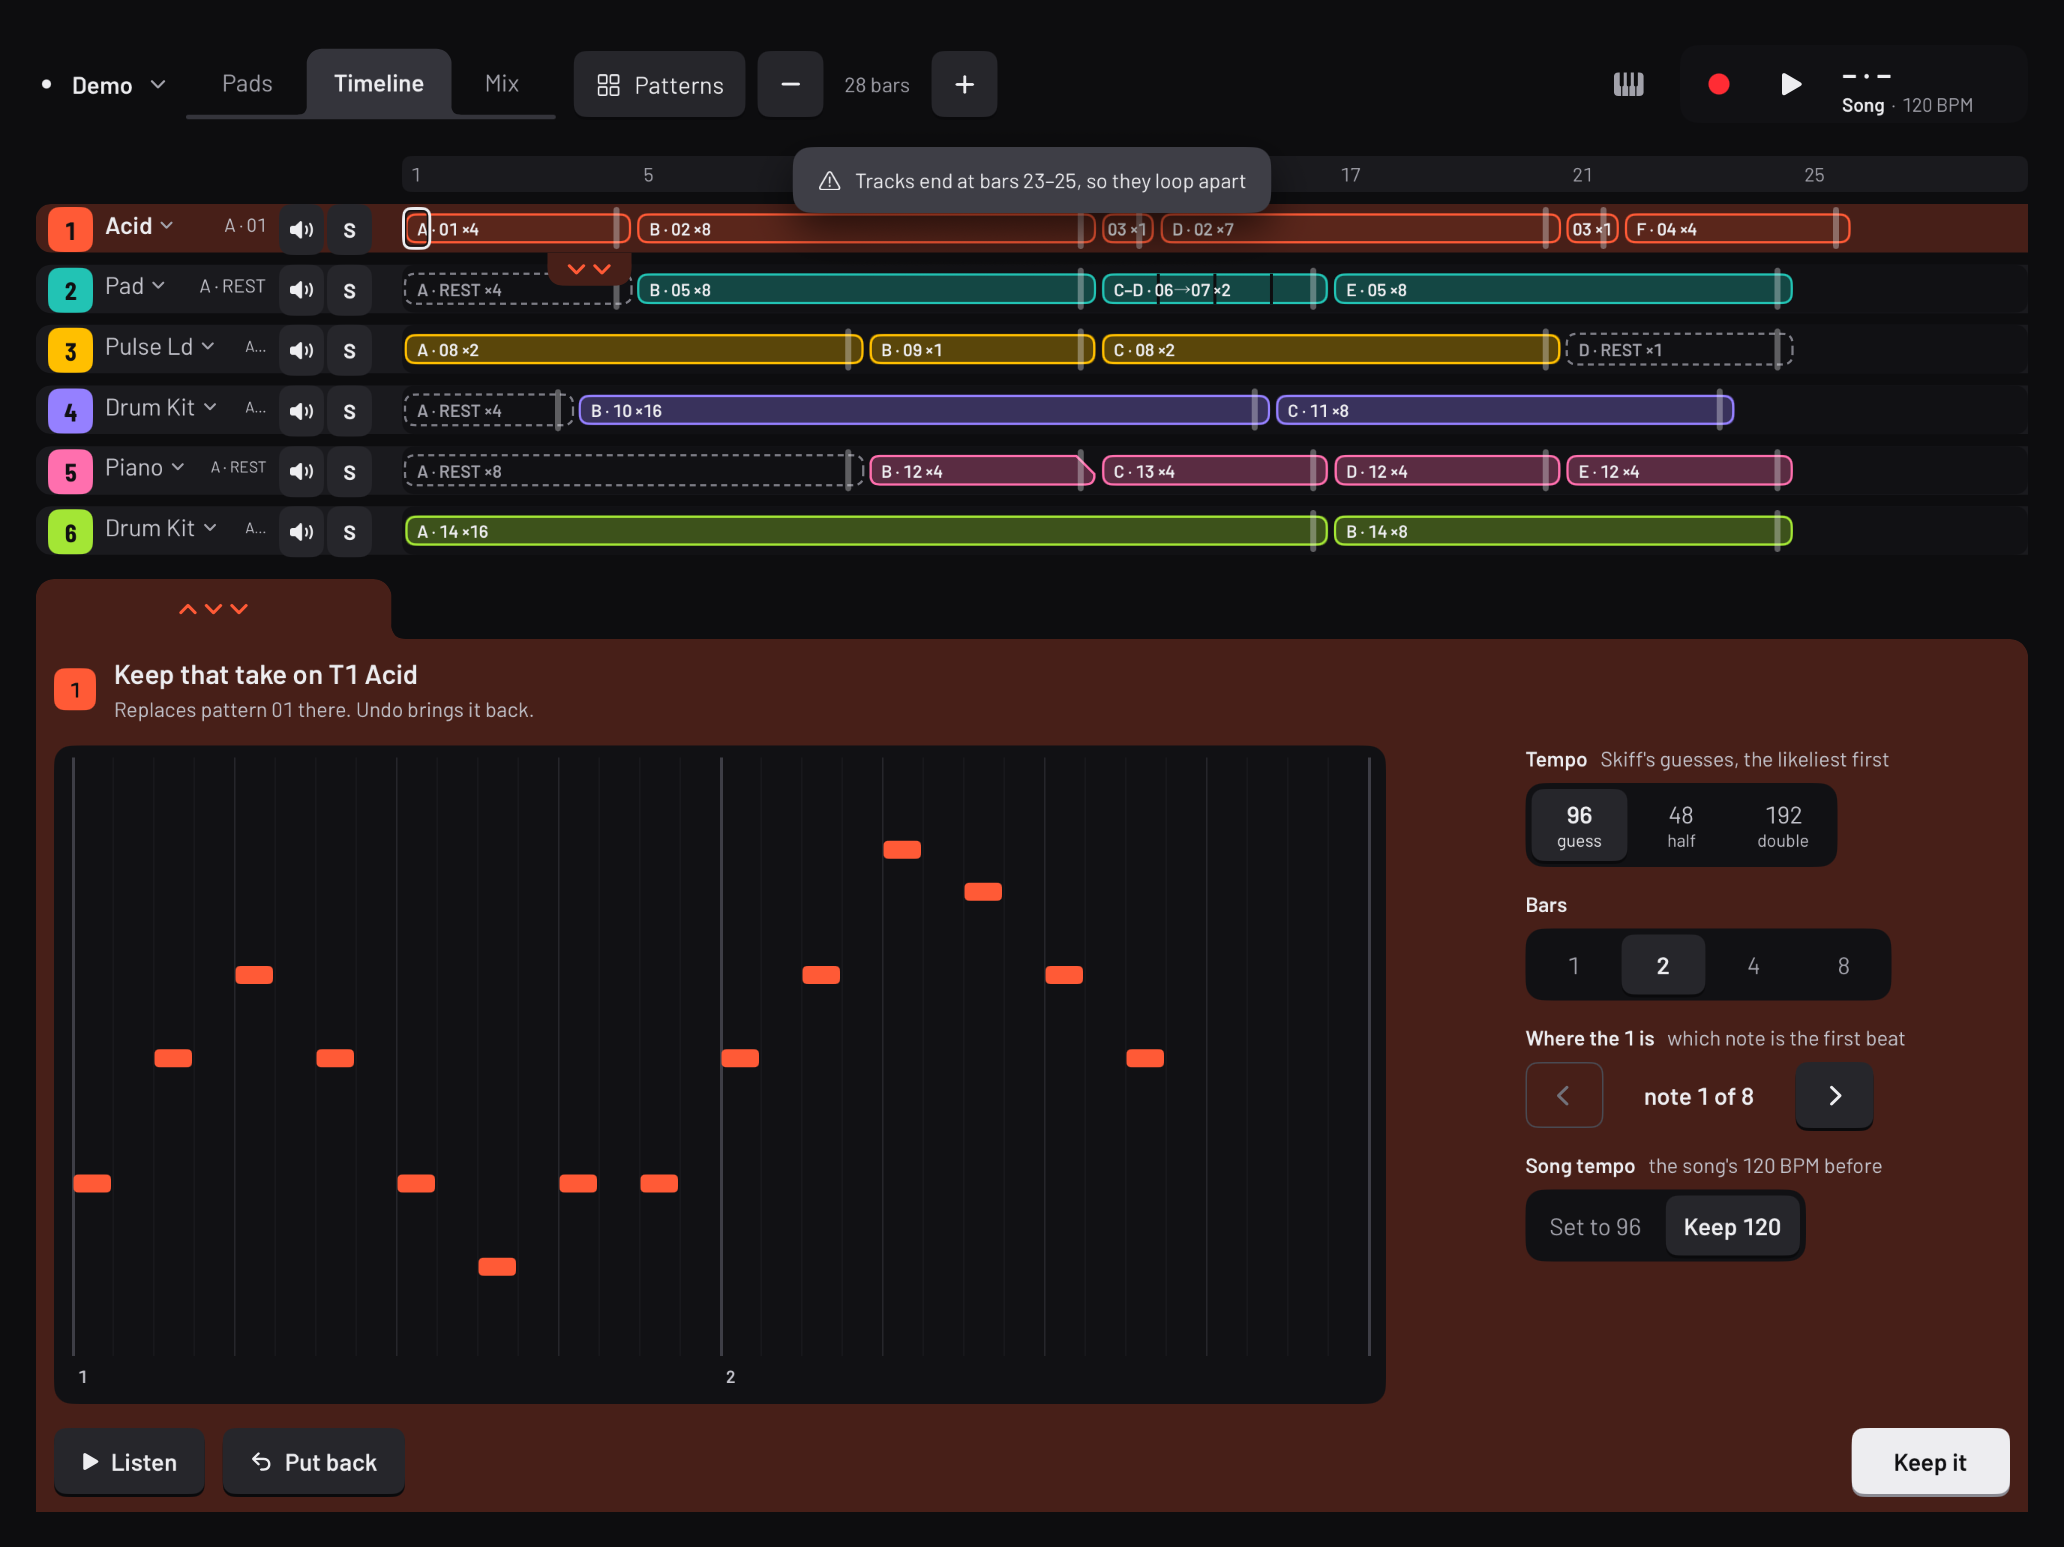 Demo
Pads
Timeline
Mix
Patterns
28 bars
Song · 120 BPM
1 5 17 21 25
Tracks end at bars 23–25, so they loop apart
1 Acid A·01 S A·01 ×4 B·02 ×8 03 ×1 D·02 ×7 03 ×1 F·04 ×4
2 Pad A·REST S A·REST ×4 B·05 ×8 C–D·06→07 ×2 E·05 ×8
3 Pulse Ld A... S A·08 ×2 B·09 ×1 C·08 ×2 D·REST ×1
4 Drum Kit A... S A·REST ×4 B·10 ×16 C·11 ×8
5 Piano A·REST S A·REST ×8 B·12 ×4 C·13 ×4 D·12 ×4 E·12 ×4
6 Drum Kit A... S A·14 ×16 B·14 ×8
1
Keep that take on T1 Acid
Replaces pattern 01 there. Undo brings it back.
1 2
Tempo Skiff's guesses, the likeliest first
96 48 192
guess half double
Bars
1 2 4 8
Where the 1 is which note is the first beat
note 1 of 8
Song tempo the song's 120 BPM before
Set to 96 Keep 120
Listen
Put back
Keep it